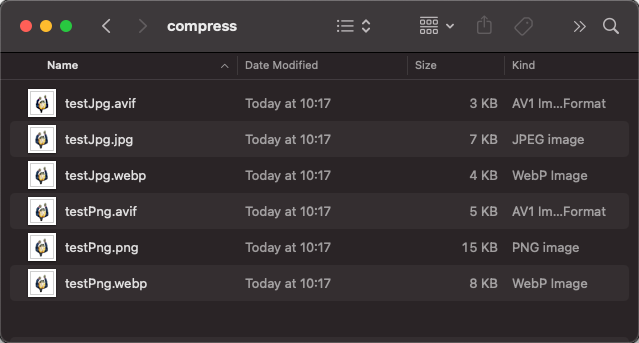 compress
Name Date Modified Size Kind
testJpg.avif Today at 10:17 3 KB AV1 Im...Format
testJpg.jpg Today at 10:17 7 KB JPEG image
testJpg.webp Today at 10:17 4 KB WebP Image
testPng.avif Today at 10:17 5 KB AV1 Im...Format
testPng.png Today at 10:17 15 KB PNG image
testPng.webp Today at 10:17 8 KB WebP Image